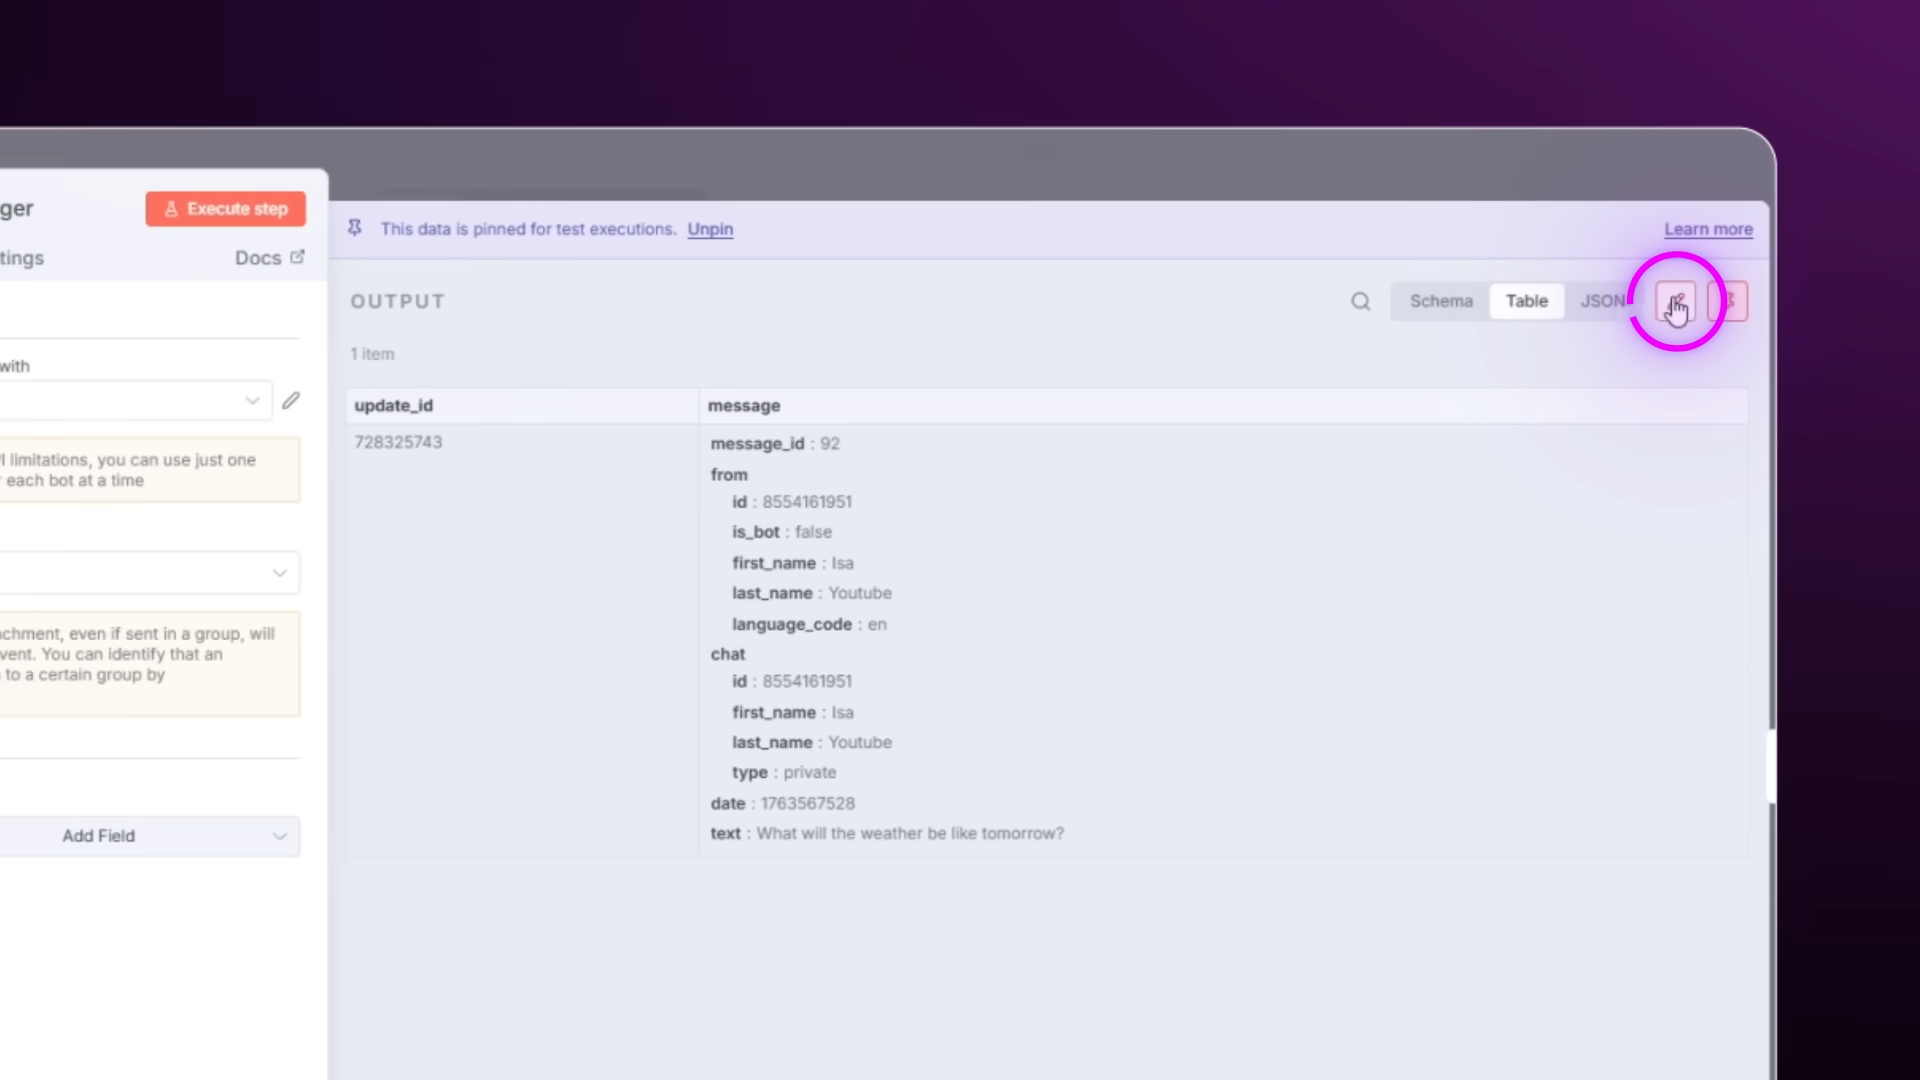 ger
Execute step
tings
Docs
with
limitations, you can use just one
each bot at a time
chment, even if sent in a group, will
vent. You can identify that an
to a certain group by
Add Field
This data is pinned for test executions. Unpin
Learn more
OUTPUT
Schema
Table
JSON
1 item
update_id
message
728325743
message_id : 92
from
id : 8554161951
is_bot : false
first_name : Isa
last_name : Youtube
language_code : en
chat
id : 8554161951
first_name : Isa
last_name : Youtube
type : private
date : 1763567528
text : What will the weather be like tomorrow?